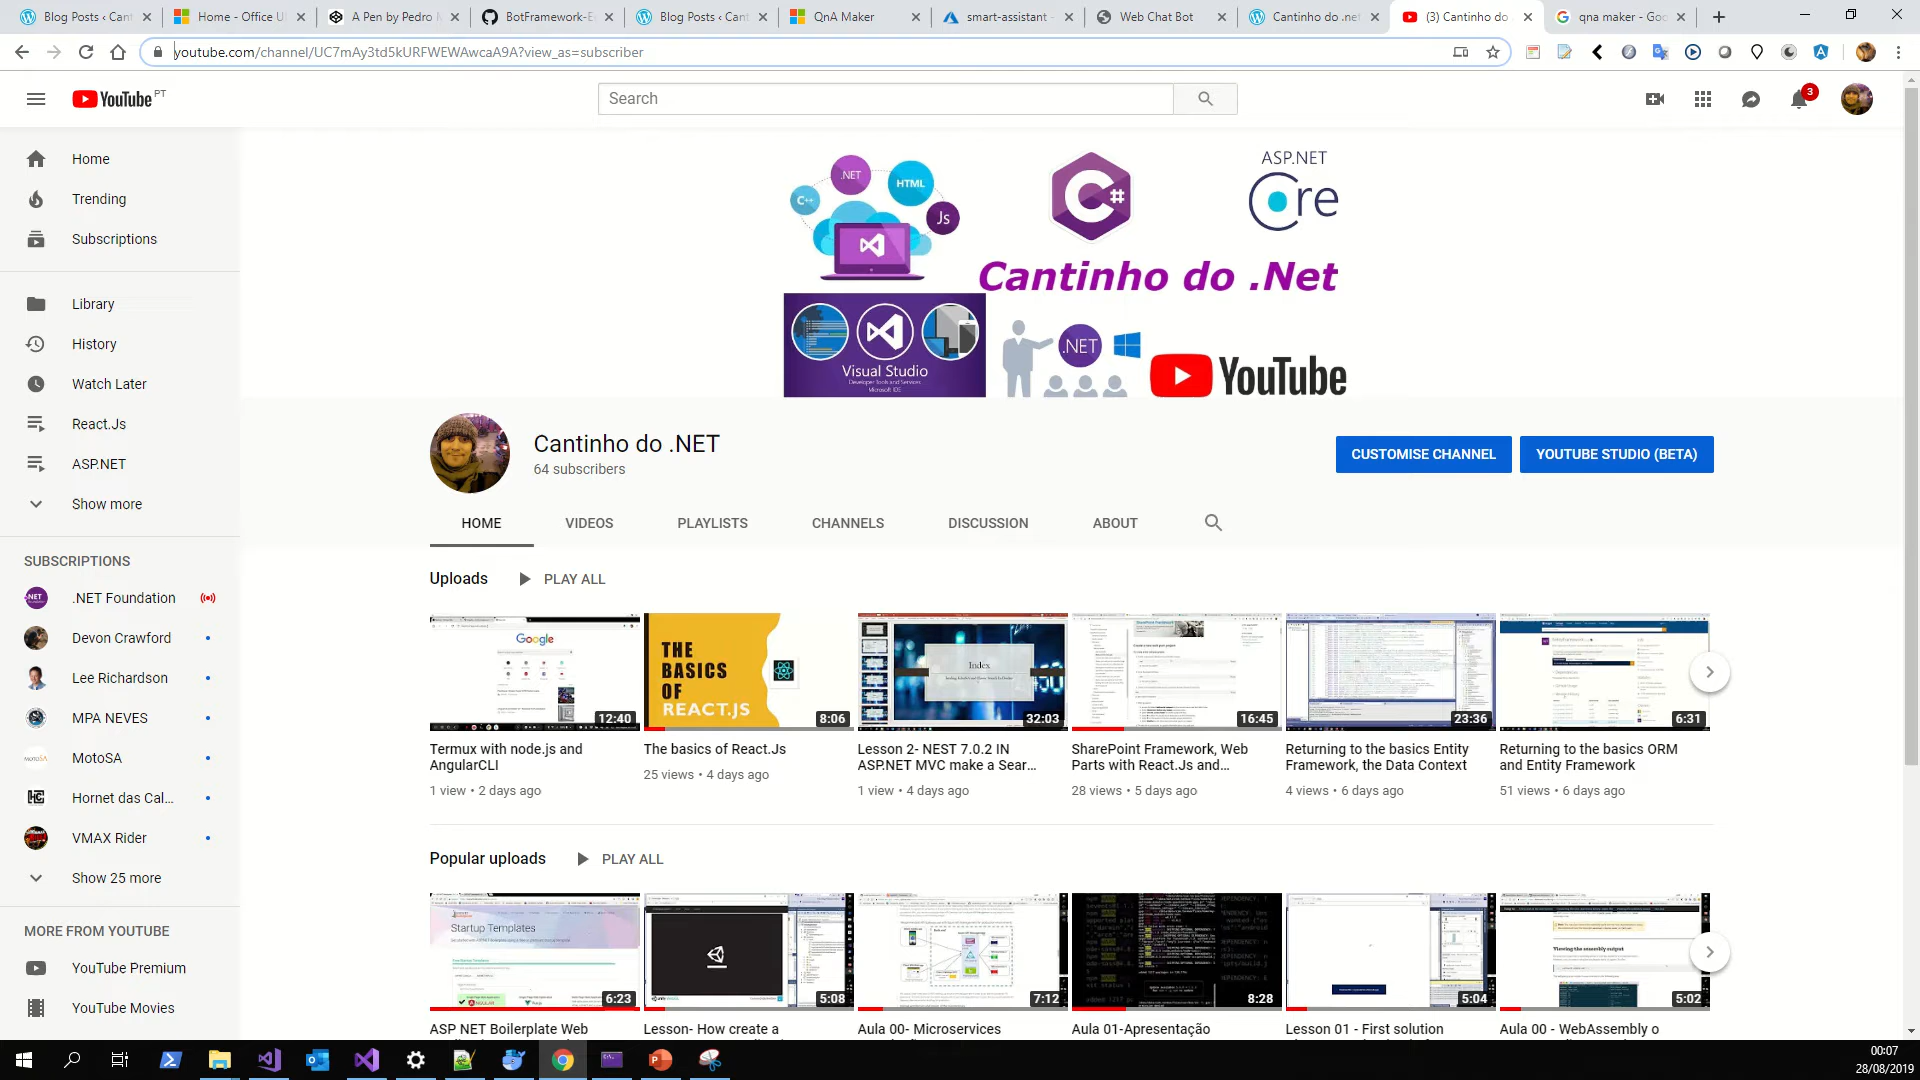 Blog Posts ‹ Cant
Home - Office UI
A Pen by Pedro M
BotFramework-E
Blog Posts ‹ Cant
QnA Maker
smart-assistant -
Web Chat Bot
Cantinho do .net
(3) Cantinho do
qna maker - Goo
youtube.com/channel/UC7mAy3td5kURFWEWAwcaA9A?view_as=subscriber
YouTube PT
Search
3
Home
Trending
Subscriptions
Library
History
Watch Later
React.Js
ASP.NET
Show more
SUBSCRIPTIONS
.NET Foundation
Devon Crawford
Lee Richardson
MPA NEVES
MotoSA
Hornet das Cal...
VMAX Rider
Show 25 more
MORE FROM YOUTUBE
YouTube Premium
YouTube Movies
.NET
HTML
C++
Js
C#
ASP.NET
Core
Cantinho do .Net
Visual Studio
Developer Tools and Services
Microsoft IDE
.NET
YouTube
Cantinho do .NET
64 subscribers
CUSTOMISE CHANNEL
YOUTUBE STUDIO (BETA)
HOME
VIDEOS
PLAYLISTS
CHANNELS
DISCUSSION
ABOUT
Uploads
PLAY ALL
Google
12:40
THE
BASICS
OF
REACT.JS
8:06
Index
32:03
16:45
23:36
6:31
Termux with node.js and
AngularCLI
1 view • 2 days ago
The basics of React.Js
25 views • 4 days ago
Lesson 2- NEST 7.0.2 IN
ASP.NET MVC make a Sear...
1 view • 4 days ago
SharePoint Framework, Web
Parts with React.Js and...
28 views • 5 days ago
Returning to the basics Entity
Framework, the Data Context
4 views • 6 days ago
Returning to the basics ORM
and Entity Framework
51 views • 6 days ago
Popular uploads
PLAY ALL
Startup Templates
6:23
5:08
7:12
8:28
5:04
Viewing the assembly output
5:02
ASP NET Boilerplate Web
Lesson- How create a
Aula 00- Microservices
Aula 01-Apresentação
Lesson 01 - First solution
Aula 00 - WebAssembly o
00:07
28/08/2019